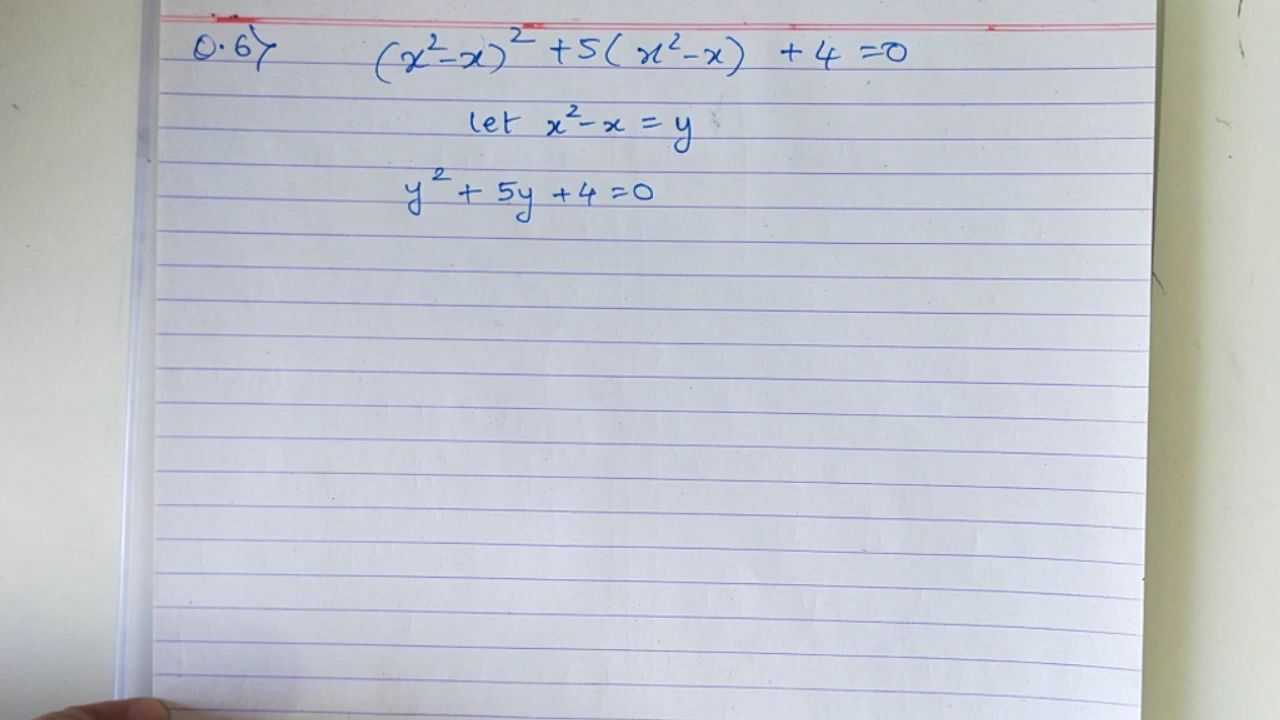 Q.6) (x²-x)² +5(x²-x) +4 =0
Let x²-x = y
y² + 5y +4 =0